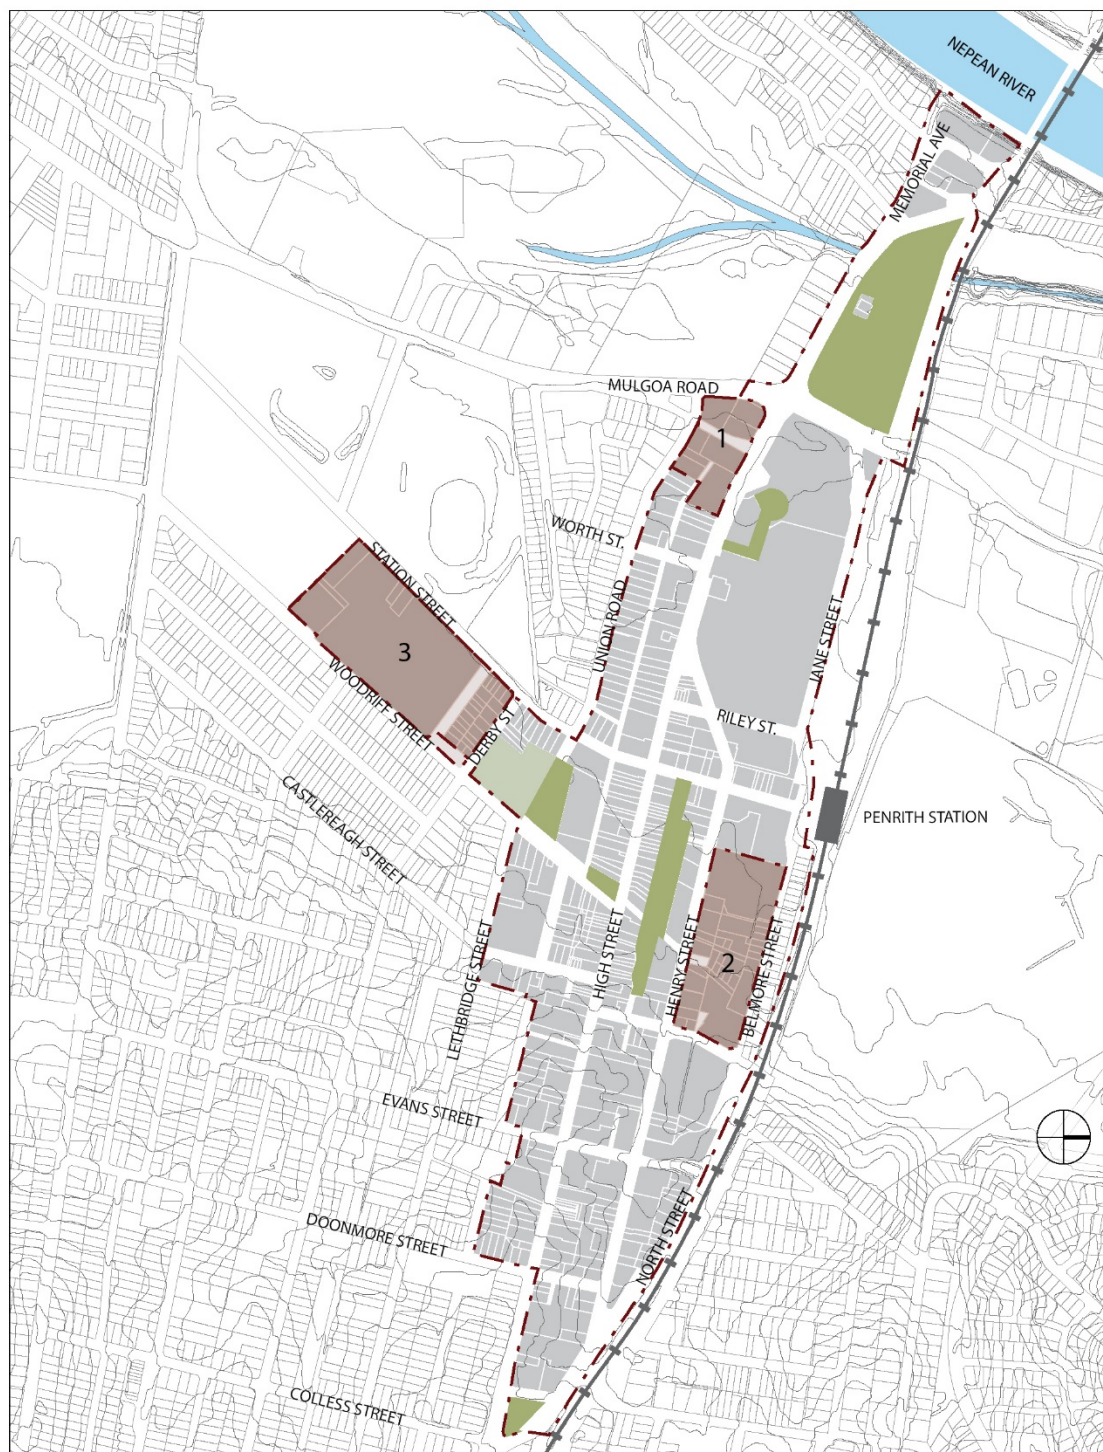 NEPEAN RIVER
MEMORIAL AVE
MULGOA ROAD
1
WORTH ST.
STATION STREET
UNION ROAD
JANE STREET
3
WOODRIFF STREET
DERBY ST.
RILEY ST.
CASTLEREAGH STREET
PENRITH STATION
LETHBRIDGE STREET
HIGH STREET
HENRY STREET
2
BELMORE STREET
EVANS STREET
DOONMORE STREET
NORTH STREET
COLLESS STREET